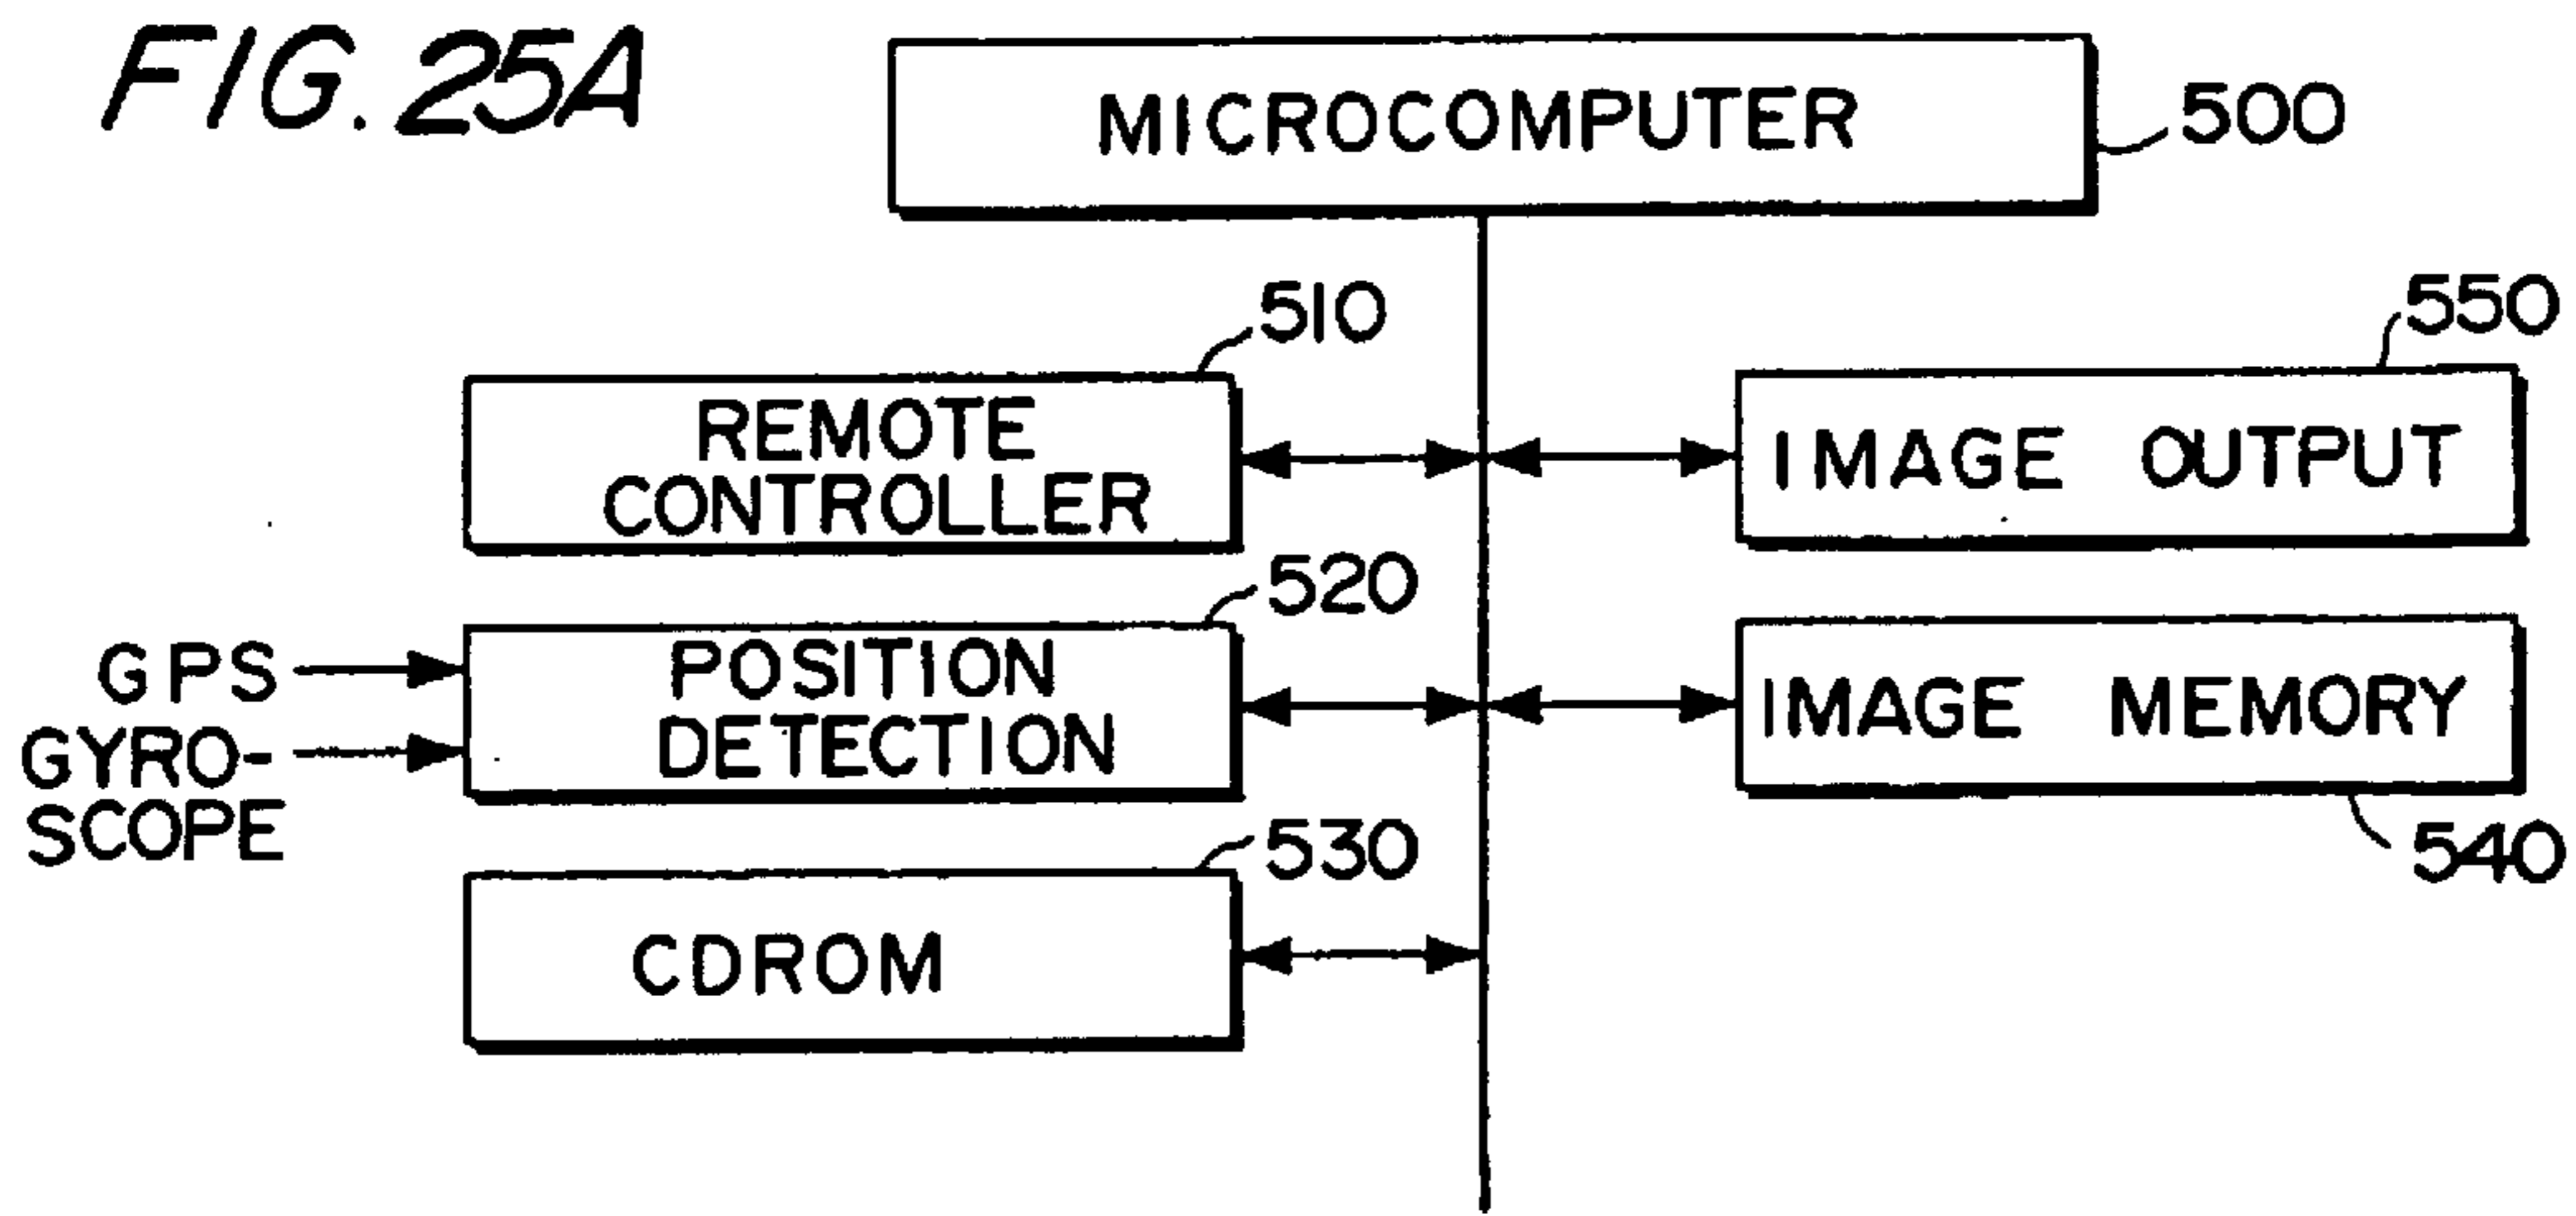 FIG. 25A
MICROCOMPUTER
500
510
REMOTE
CONTROLLER
550
IMAGE OUTPUT
520
GPS
GYRO-
SCOPE
POSITION
DETECTION
IMAGE MEMORY
540
530
CDROM